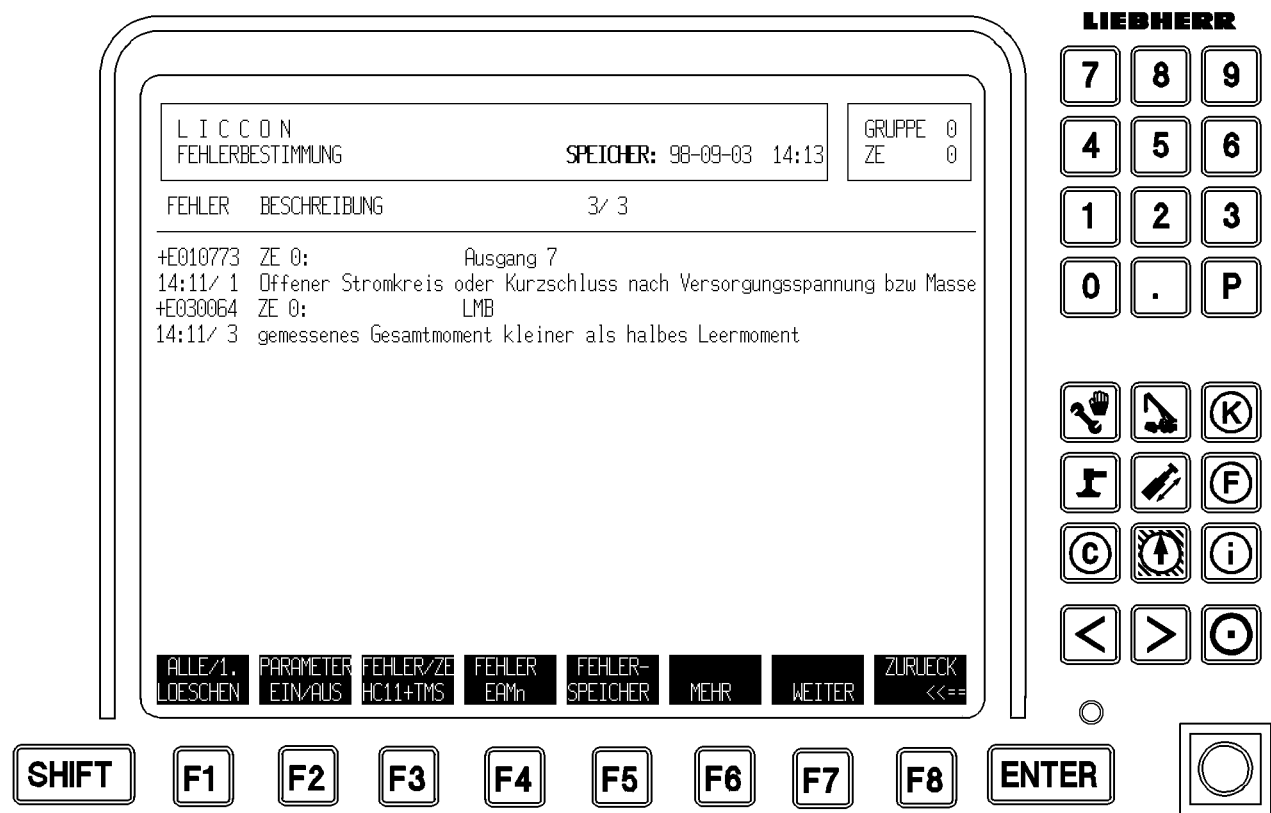 LIEBHERR
L I C C O N
FEHLERBESTIMMUNG SPEICHER: 98-09-03 14:13
GRUPPE 0
ZE 0
FEHLER BESCHREIBUNG 3/ 3
+E010773 ZE 0: Ausgang 7
14:11/ 1 Offener Stromkreis oder Kurzschluss nach Versorgungsspannung bzw Masse
+E030064 ZE 0: LMB
14:11/ 3 gemessenes Gesamtmoment kleiner als halbes Leermoment
ALLE/1. PARAMETER FEHLER/ZE FEHLER FEHLER- ZURUECK
LOESCHEN EIN/AUS HC11+TMS EAMn SPEICHER MEHR WEITER <<==
7 8 9
4 5 6
1 2 3
0 . P
K
F
C i
< >
SHIFT F1 F2 F3 F4 F5 F6 F7 F8 ENTER